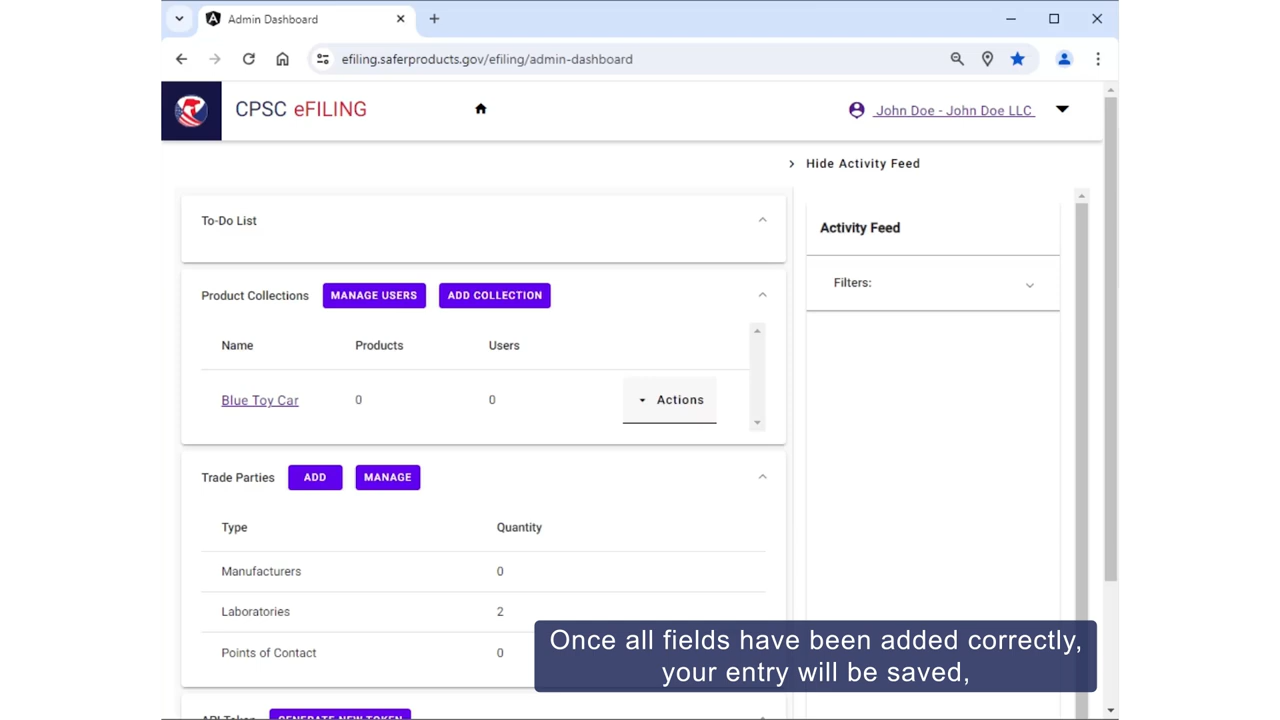 Admin Dashboard
efiling.saferproducts.gov/efiling/admin-dashboard
CPSC eFILING
John Doe - John Doe LLC
Hide Activity Feed
To-Do List
Activity Feed
Filters:
Product Collections MANAGE USERS ADD COLLECTION
Name Products Users
Blue Toy Car 0 0 Actions
Trade Parties ADD MANAGE
Type Quantity
Manufacturers 0
Laboratories 2
Points of Contact 0
Once all fields have been added correctly,
your entry will be saved,
API Token GENERATE NEW TOKEN